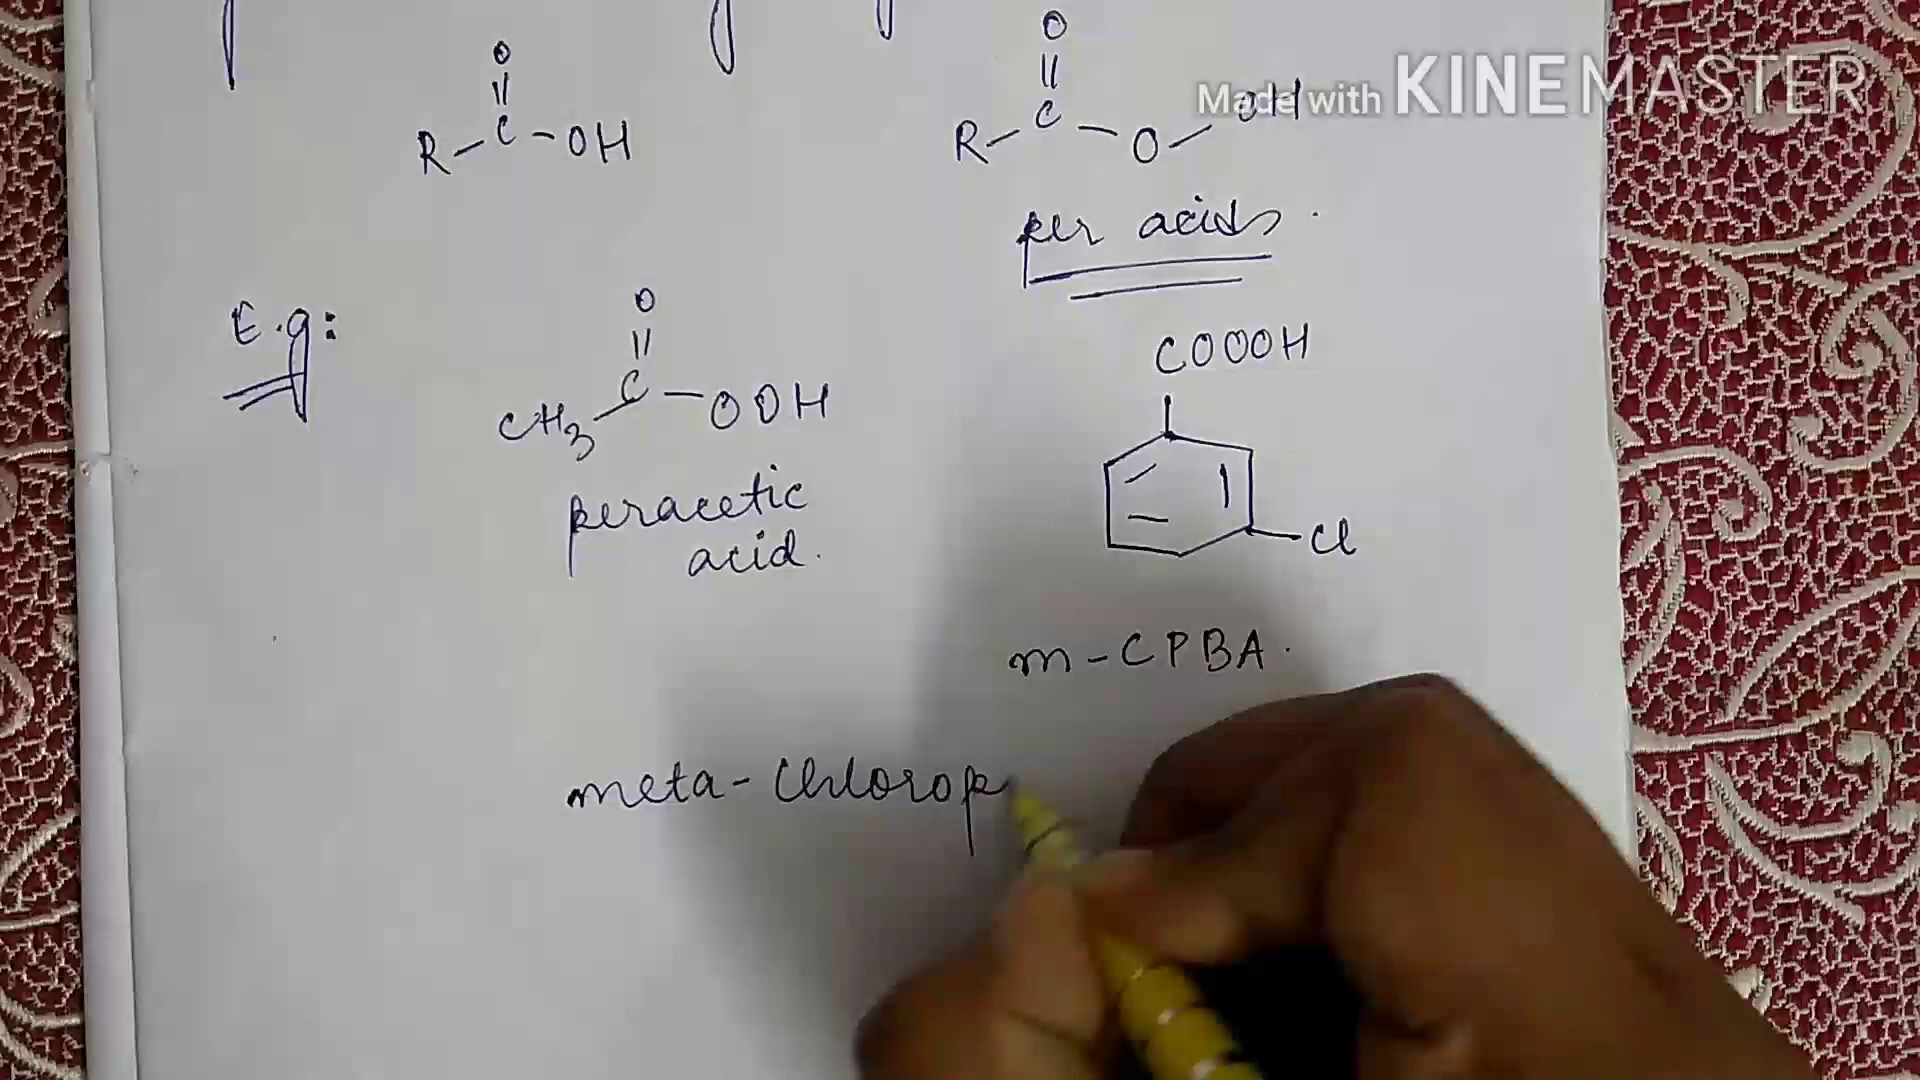 O
||
R-C-OH
O
||
R-C-O-OH
Made with KINEMASTER
per acids.
E.g:
O
||
CH3-C-OOH
peracetic
acid.
COOOH
Cl
m-CPBA.
meta-Chlorop